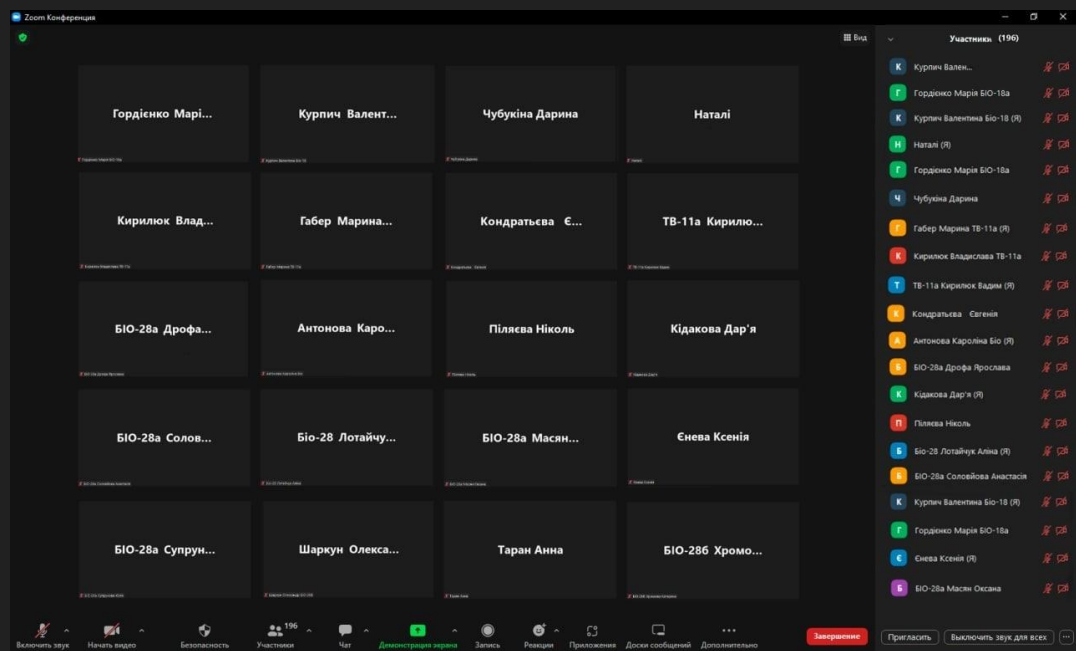 Zoom Конференция
Вид
Участники (196)
Гордієнко Марі...
Курпич Валент...
Чубукіна Дарина
Наталі
Кирилюк Влад...
Габер Марина...
Кондратьєва Є...
ТВ-11а Кирилю...
БІО-28а Дрофа...
Антонова Каро...
Піляєва Ніколь
Кідакова Дар'я
БІО-28а Солов...
Біо-28 Лотайчу...
БІО-28а Масян...
Єнева Ксенія
БІО-28а Супрун...
Шаркун Олекса...
Таран Анна
БІО-28б Хромо...
К Курпич Вален...
Г Гордієнко Марія БІО-18а
К Курпич Валентина Біо-18 (Я)
Н Наталі (Я)
Г Гордієнко Марія БІО-18а
Ч Чубукіна Дарина
Г Габер Марина ТВ-11а (Я)
К Кирилюк Владислава ТВ-11а
Т ТВ-11а Кирилюк Вадим (Я)
К Кондратьєва Євгенія
А Антонова Кароліна Біо (Я)
Б БІО-28а Дрофа Ярослава
К Кідакова Дар'я (Я)
П Піляєва Ніколь
Б Біо-28 Лотайчук Аліна (Я)
Б БІО-28а Соловйова Анастасія
К Курпич Валентина Біо-18 (Я)
Г Гордієнко Марія БІО-18а
Є Єнева Ксенія (Я)
Б БІО-28а Масян Оксана
Включить звук
Начать видео
Безопасность
196
Участники
Чат
Демонстрация экрана
Запись
Реакции
Приложения
Доски сообщений
Дополнительно
Завершение
Пригласить
Выключить звук для всех